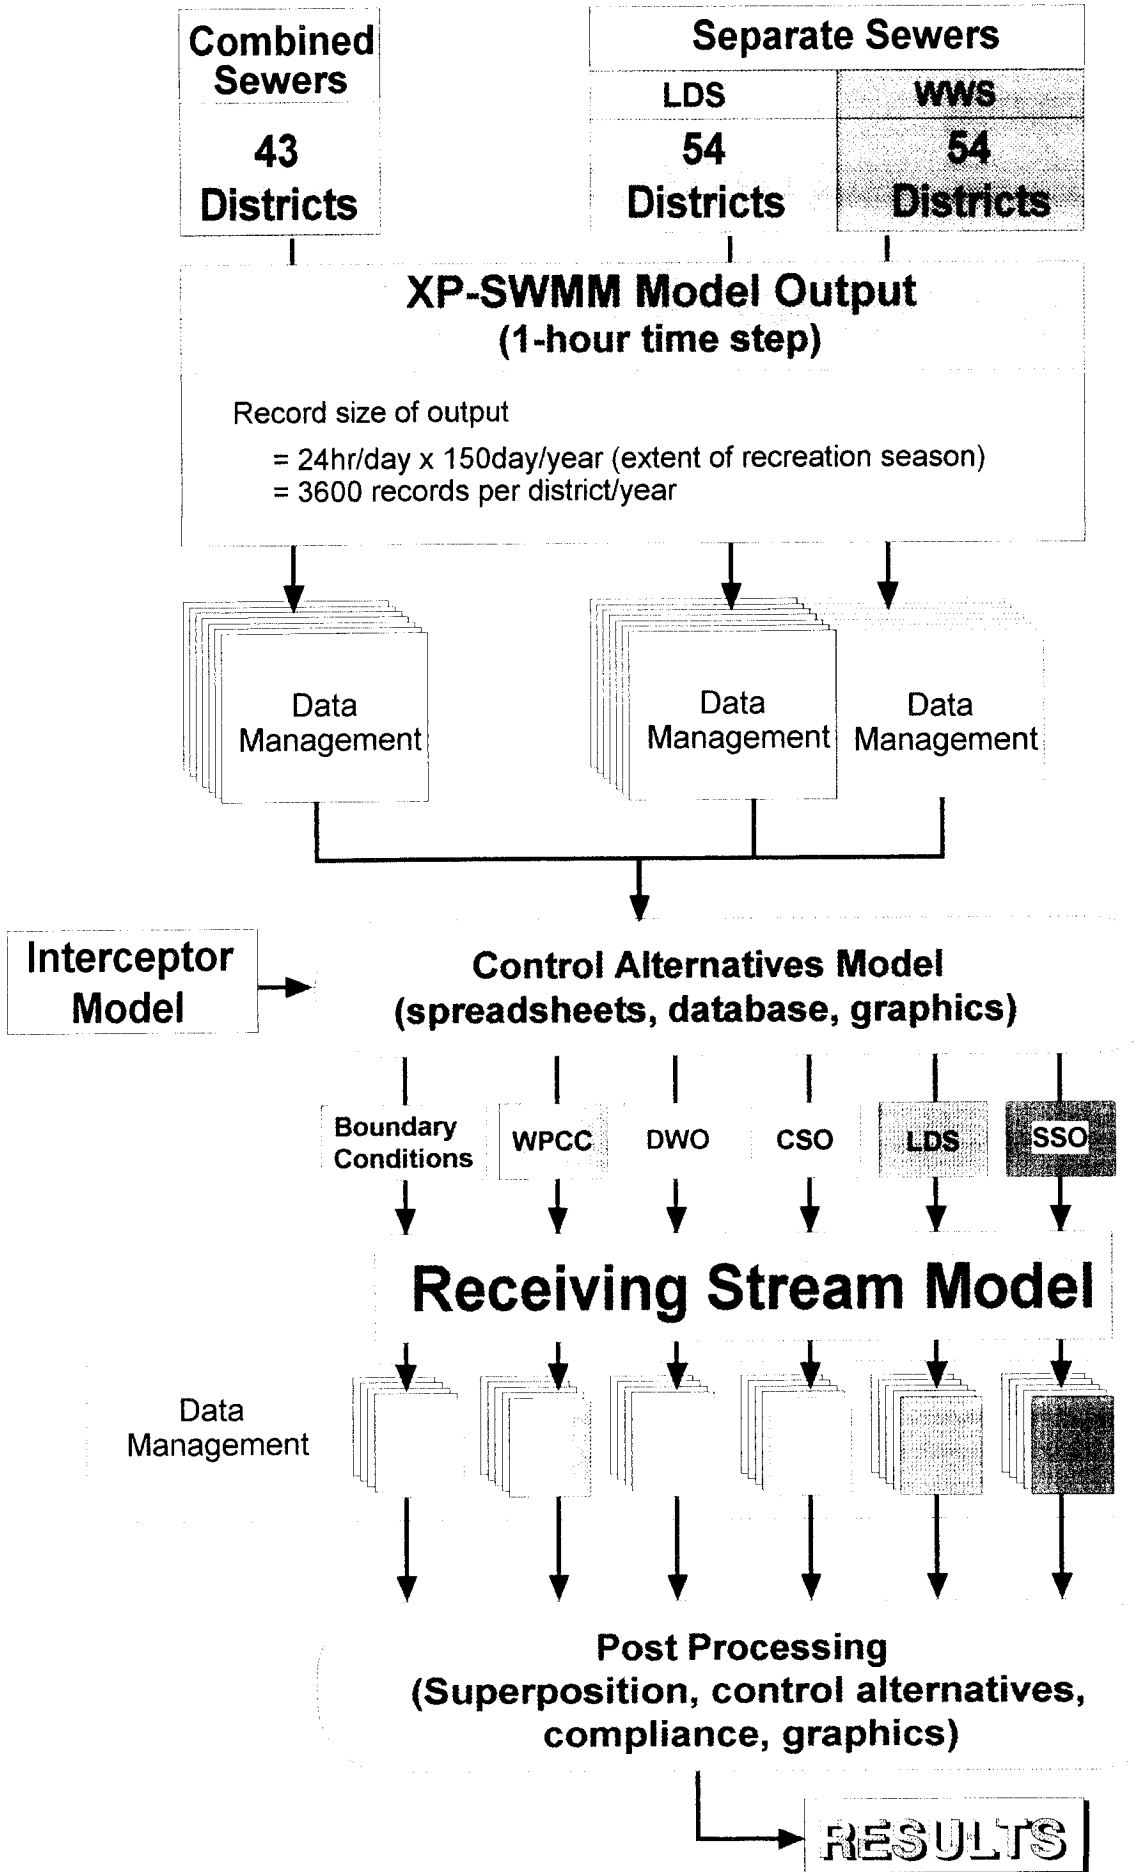 Combined
Sewers
43
Districts
Separate Sewers
LDS
WWS
54
Districts
54
Districts
XP-SWMM Model Output
(1-hour time step)
Record size of output
= 24hr/day x 150day/year (extent of recreation season)
= 3600 records per district/year
Data
Management
Data
Management
Data
Management
Interceptor
Model
Control Alternatives Model
(spreadsheets, database, graphics)
Boundary
Conditions
WPCC
DWO
CSO
LDS
SSO
Receiving Stream Model
Data
Management
Post Processing
(Superposition, control alternatives,
compliance, graphics)
RESULTS